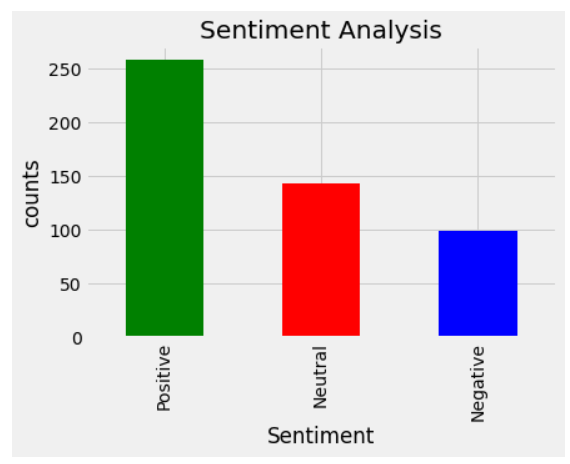 Sentiment Analysis
counts
250
200
150
100
50
0
Positive
Neutral
Negative
Sentiment